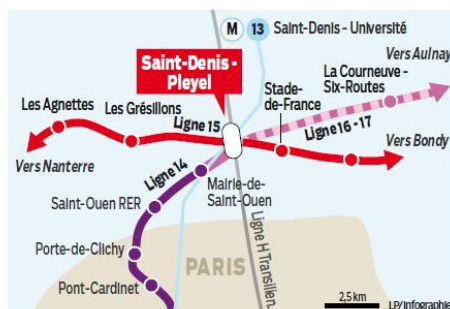 M 13 Saint-Denis - Université
Saint-Denis -
Pleyel
Vers Aulnay
La Courneuve -
Six-Routes
Stade-
de-France
Les Agnettes
Les Grésillons
Ligne 15
Ligne 16 - 17
Vers Bondy
Vers Nanterre
Ligne 14
Mairie-de-
Saint-Ouen
Saint-Ouen RER
Ligne H Transilien
Porte-de-Clichy
PARIS
Pont-Cardinet
2,5 km
LP/Infographie